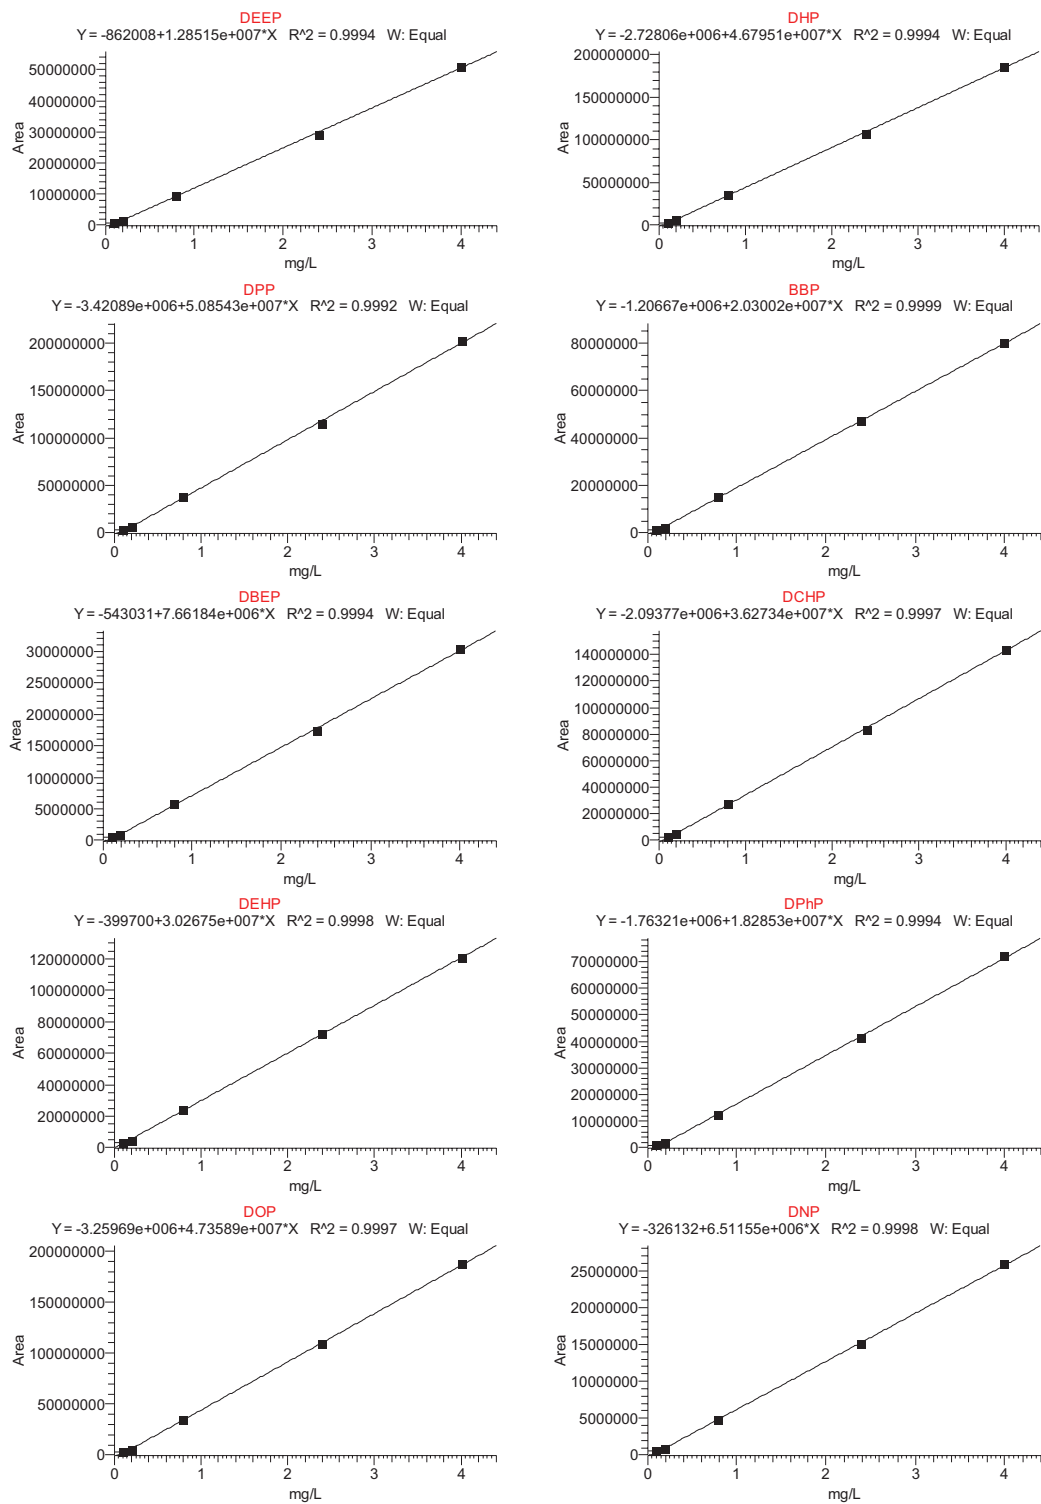 DEEP
Y = -862008+1.28515e+007*X R^2 = 0.9994 W: Equal
50000000
40000000
30000000
20000000
10000000
0
Area
0 1 2 3 4
mg/L
DHP
Y = -2.72806e+006+4.67951e+007*X R^2 = 0.9994 W: Equal
200000000
150000000
100000000
50000000
0
Area
0 1 2 3 4
mg/L
DPP
Y = -3.42089e+006+5.08543e+007*X R^2 = 0.9992 W: Equal
200000000
150000000
100000000
50000000
0
Area
0 1 2 3 4
mg/L
BBP
Y = -1.20667e+006+2.03002e+007*X R^2 = 0.9999 W: Equal
80000000
60000000
40000000
20000000
0
Area
0 1 2 3 4
mg/L
DBEP
Y = -543031+7.66184e+006*X R^2 = 0.9994 W: Equal
30000000
25000000
20000000
15000000
10000000
5000000
0
Area
0 1 2 3 4
mg/L
DCHP
Y = -2.09377e+006+3.62734e+007*X R^2 = 0.9997 W: Equal
140000000
120000000
100000000
80000000
60000000
40000000
20000000
0
Area
0 1 2 3 4
mg/L
DEHP
Y = -399700+3.02675e+007*X R^2 = 0.9998 W: Equal
120000000
100000000
80000000
60000000
40000000
20000000
0
Area
0 1 2 3 4
mg/L
DPhP
Y = -1.76321e+006+1.82853e+007*X R^2 = 0.9994 W: Equal
70000000
60000000
50000000
40000000
30000000
20000000
10000000
0
Area
0 1 2 3 4
mg/L
DOP
Y = -3.25969e+006+4.73589e+007*X R^2 = 0.9997 W: Equal
200000000
150000000
100000000
50000000
0
Area
0 1 2 3 4
mg/L
DNP
Y = -326132+6.51155e+006*X R^2 = 0.9998 W: Equal
25000000
20000000
15000000
10000000
5000000
0
Area
0 1 2 3 4
mg/L